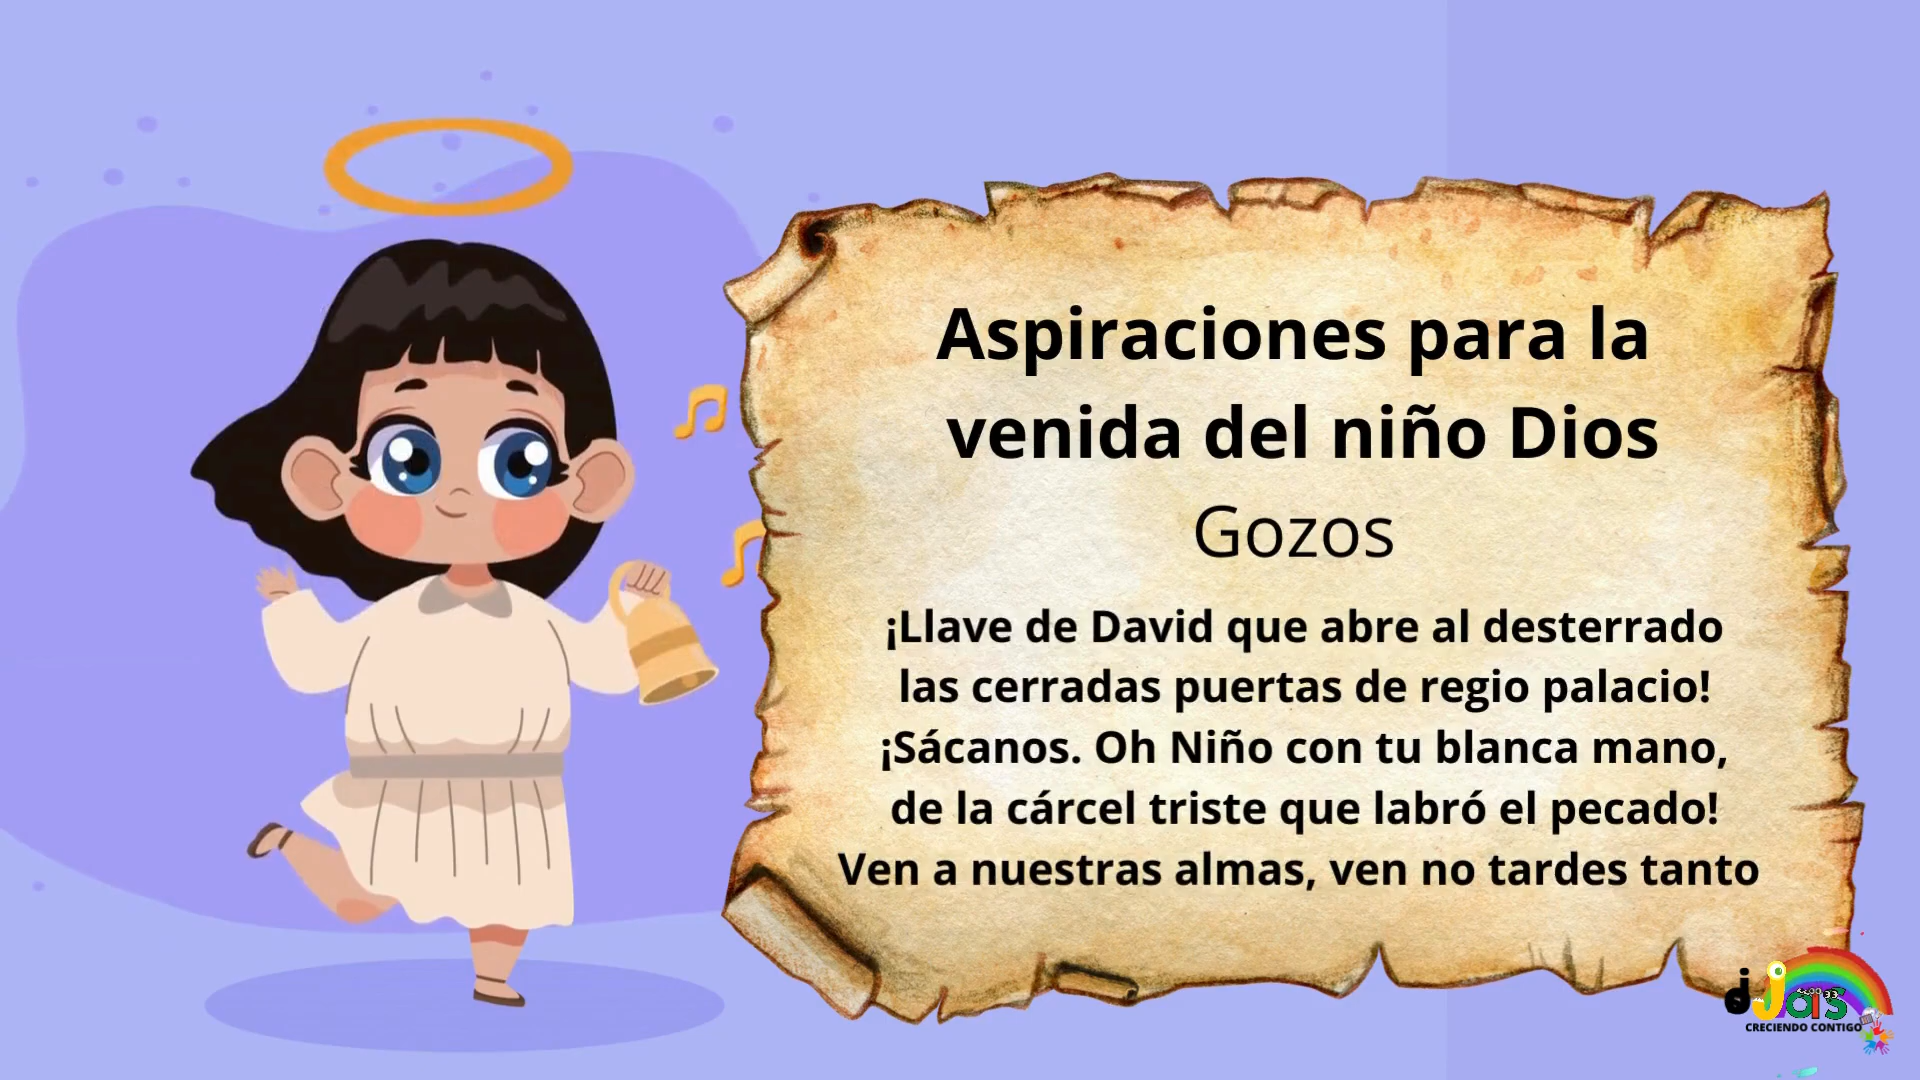 Aspiraciones para la
venida del niño Dios
Gozos
¡Llave de David que abre al desterrado
las cerradas puertas de regio palacio!
¡Sácanos. Oh Niño con tu blanca mano,
de la cárcel triste que labró el pecado!
Ven a nuestras almas, ven no tardes tanto
CRECIENDO CONTIGO